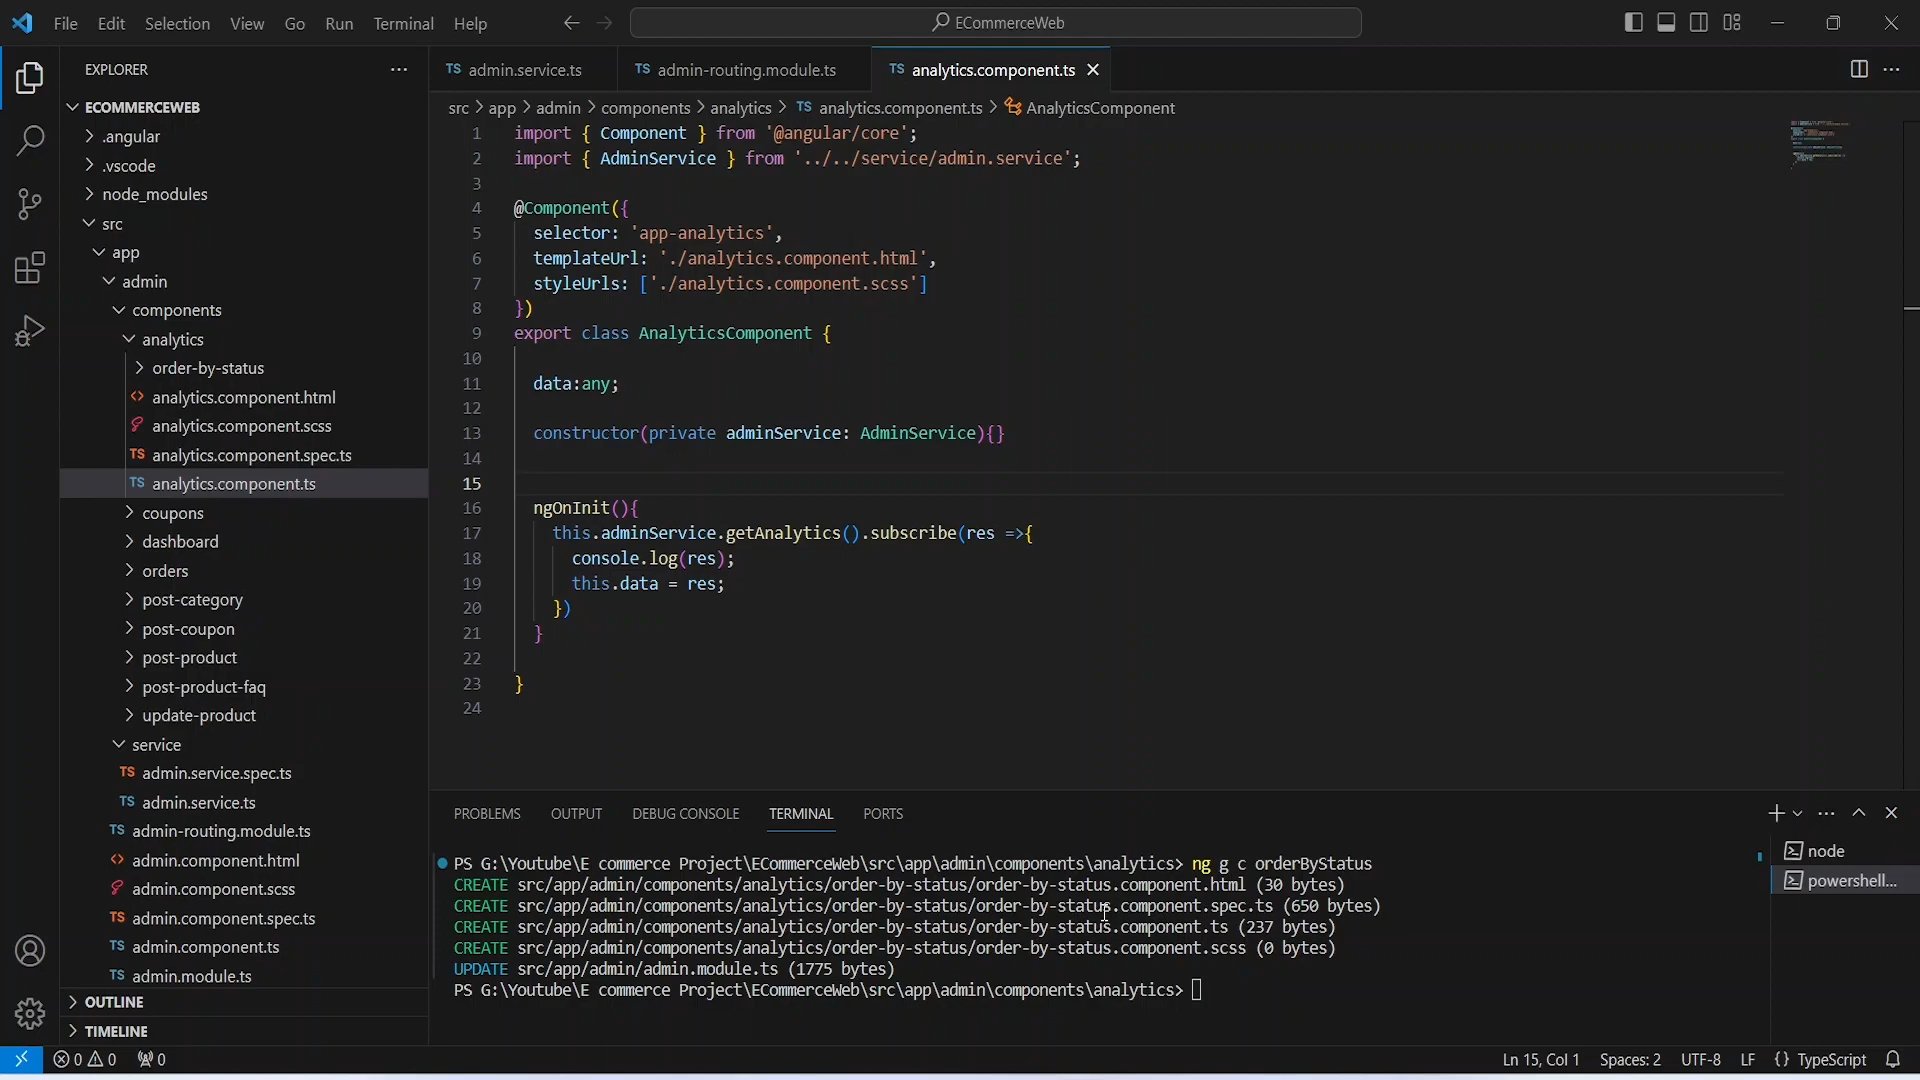 File Edit Selection View Go Run Terminal Help
ECommerceWeb
EXPLORER
ECOMMERCEWEB
.angular
.vscode
node_modules
src
app
admin
components
analytics
order-by-status
analytics.component.html
analytics.component.scss
TS analytics.component.spec.ts
TS analytics.component.ts
coupons
dashboard
orders
post-category
post-coupon
post-product
post-product-faq
update-product
service
TS admin.service.spec.ts
TS admin.service.ts
TS admin-routing.module.ts
admin.component.html
admin.component.scss
TS admin.component.spec.ts
TS admin.component.ts
TS admin.module.ts
OUTLINE
TIMELINE
TS admin.service.ts TS admin-routing.module.ts TS analytics.component.ts
src > app > admin > components > analytics > TS analytics.component.ts > AnalyticsComponent
1 import { Component } from '@angular/core';
2 import { AdminService } from '../../service/admin.service';
3
4 @Component({
5 selector: 'app-analytics',
6 templateUrl: './analytics.component.html',
7 styleUrls: ['./analytics.component.scss']
8 })
9 export class AnalyticsComponent {
10
11 data:any;
12
13 constructor(private adminService: AdminService){}
14
15
16 ngOnInit(){
17 this.adminService.getAnalytics().subscribe(res =>{
18 console.log(res);
19 this.data = res;
20 })
21 }
22
23 }
24
PROBLEMS OUTPUT DEBUG CONSOLE TERMINAL PORTS
PS G:\Youtube\E commerce Project\ECommerceWeb\src\app\admin\components\analytics> ng g c orderByStatus
CREATE src/app/admin/components/analytics/order-by-status/order-by-status.component.html (30 bytes)
CREATE src/app/admin/components/analytics/order-by-status/order-by-status.component.spec.ts (650 bytes)
CREATE src/app/admin/components/analytics/order-by-status/order-by-status.component.ts (237 bytes)
CREATE src/app/admin/components/analytics/order-by-status/order-by-status.component.scss (0 bytes)
UPDATE src/app/admin/admin.module.ts (1775 bytes)
PS G:\Youtube\E commerce Project\ECommerceWeb\src\app\admin\components\analytics>
node
powershell...
0 0 0
Ln 15, Col 1 Spaces: 2 UTF-8 LF {} TypeScript